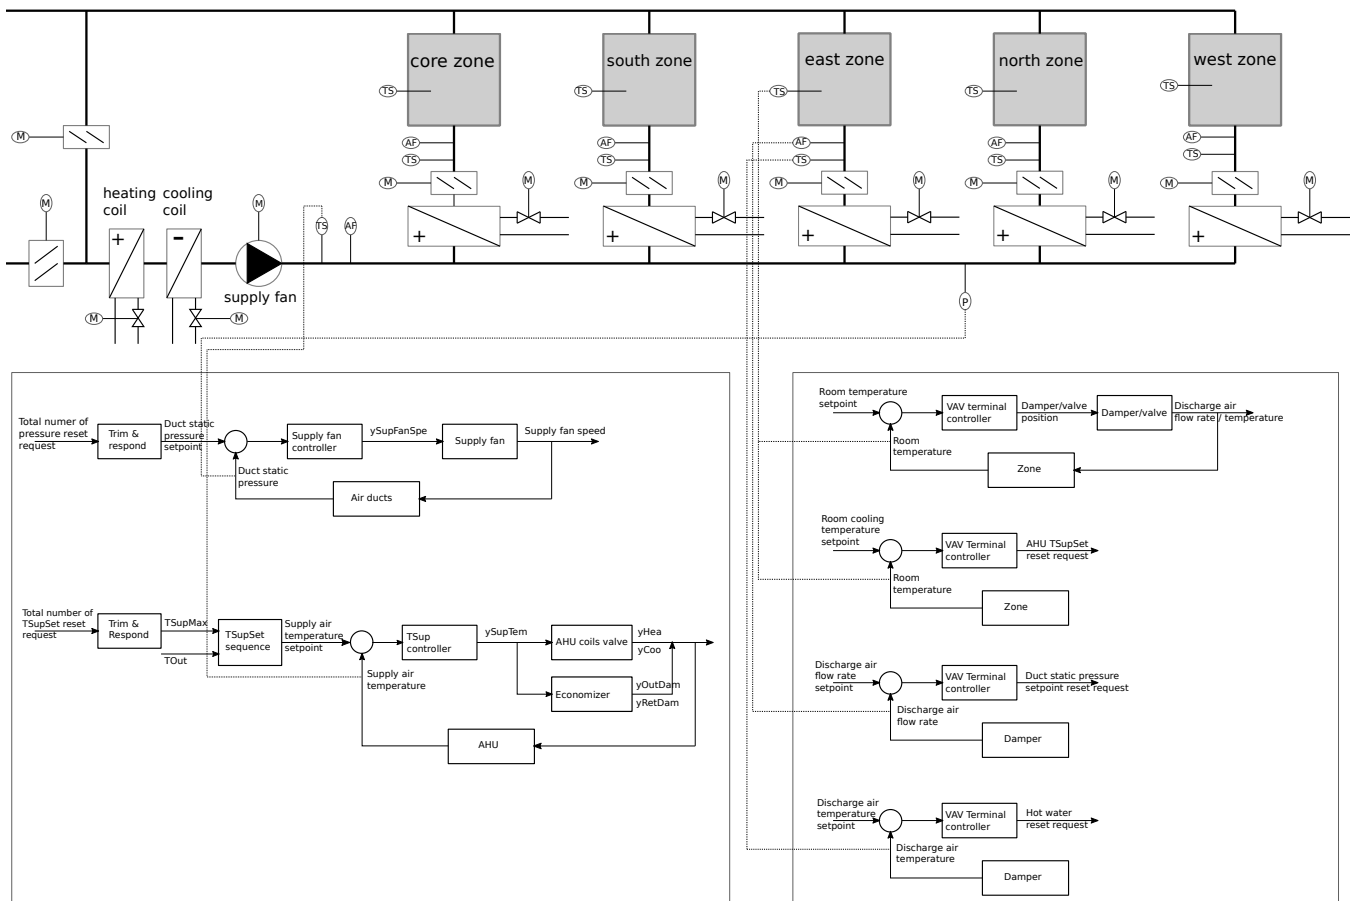 core zone
south zone
east zone
north zone
west zone
TS
TS
TS
TS
TS
M
AF
AF
AF
AF
AF
TS
TS
TS
TS
TS
M
M
M
M
M
M
M
M
M
M
heating
coil
cooling
coil
M
M
TS
AF
+
-
+
+
+
+
+
supply fan
P
M
M
Total numer of
pressure reset
request
Trim &
respond
Duct static
pressure
setpoint
Supply fan
controller
ySupFanSpe
Supply fan
Supply fan speed
Duct static
pressure
Air ducts
Total number of
TSupSet reset
request
Trim &
Respond
TSupMax
TOut
TSupSet
sequence
Supply air
temperature
setpoint
TSup
controller
ySupTem
AHU coils valve
yHea
yCoo
Supply air
temperature
Economizer
yOutDam
yRetDam
AHU
Room temperature
setpoint
VAV terminal
controller
Damper/valve
position
Damper/valve
Discharge air
flow rate / temperature
Room
temperature
Zone
Room cooling
temperature
setpoint
VAV Terminal
controller
AHU TSupSet
reset request
Room
temperature
Zone
Discharge air
flow rate
setpoint
VAV Terminal
controller
Duct static pressure
setpoint reset request
Discharge air
flow rate
Damper
Discharge air
temperature
setpoint
VAV Terminal
controller
Hot water
reset request
Discharge air
temperature
Damper